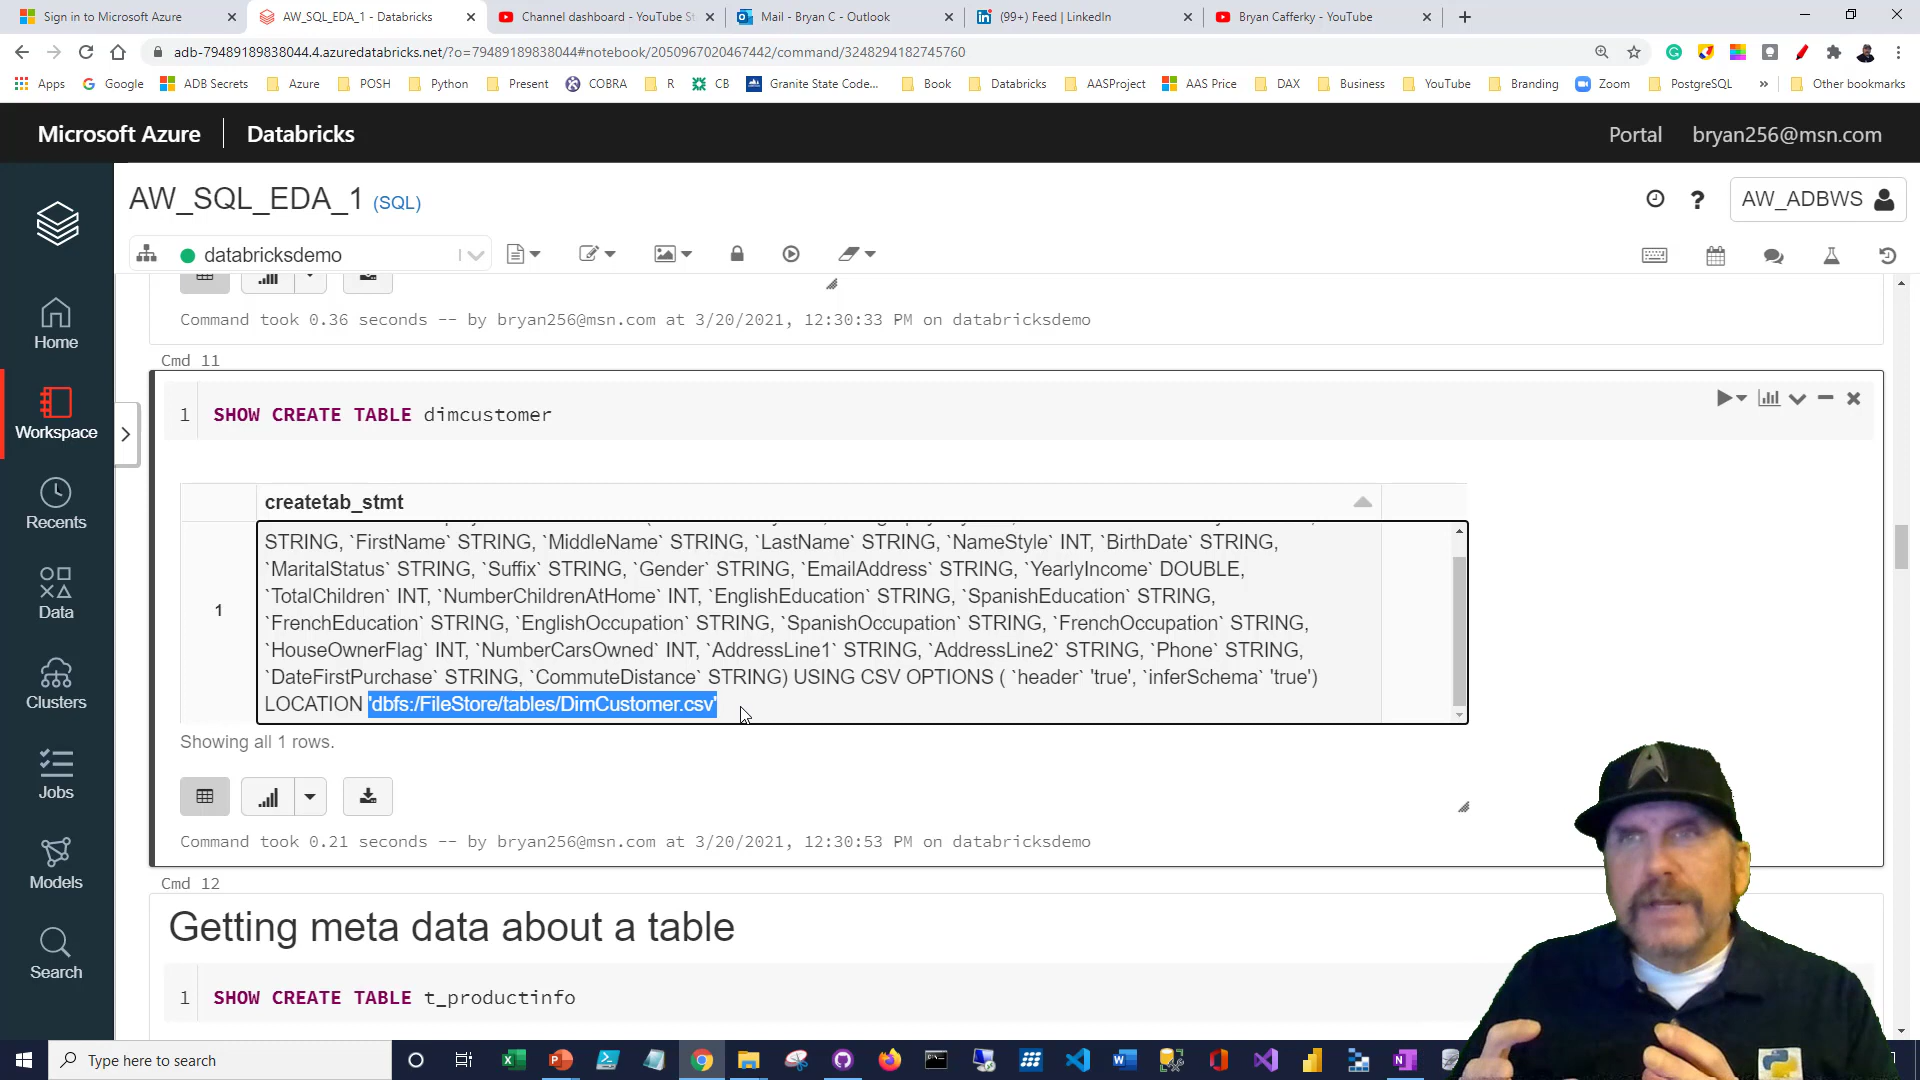 Sign in to Microsoft Azure
AW_SQL_EDA_1 - Databricks
Channel dashboard - YouTube St
Mail - Bryan C - Outlook
(99+) Feed | LinkedIn
Bryan Cafferky - YouTube
adb-79489189838044.4.azuredatabricks.net/?o=79489189838044#notebook/2050967020467442/command/3248294182745760
Apps Google ADB Secrets Azure POSH Python Present COBRA R CB Granite State Code... Book Databricks AASProject AAS Price DAX Business YouTube Branding Zoom PostgreSQL » Other bookmarks
Microsoft Azure | Databricks
Portal bryan256@msn.com
AW_SQL_EDA_1 (SQL)
? AW_ADBWS
databricksdemo
Home
Workspace
Recents
Data
Clusters
Jobs
Models
Search
Command took 0.36 seconds -- by bryan256@msn.com at 3/20/2021, 12:30:33 PM on databricksdemo
Cmd 11
1 SHOW CREATE TABLE dimcustomer
createtab_stmt
1
STRING, `FirstName` STRING, `MiddleName` STRING, `LastName` STRING, `NameStyle` INT, `BirthDate` STRING,
`MaritalStatus` STRING, `Suffix` STRING, `Gender` STRING, `EmailAddress` STRING, `YearlyIncome` DOUBLE,
`TotalChildren` INT, `NumberChildrenAtHome` INT, `EnglishEducation` STRING, `SpanishEducation` STRING,
`FrenchEducation` STRING, `EnglishOccupation` STRING, `SpanishOccupation` STRING, `FrenchOccupation` STRING,
`HouseOwnerFlag` INT, `NumberCarsOwned` INT, `AddressLine1` STRING, `AddressLine2` STRING, `Phone` STRING,
`DateFirstPurchase` STRING, `CommuteDistance` STRING) USING CSV OPTIONS ( `header` 'true', `inferSchema` 'true')
LOCATION 'dbfs:/FileStore/tables/DimCustomer.csv'
Showing all 1 rows.
Command took 0.21 seconds -- by bryan256@msn.com at 3/20/2021, 12:30:53 PM on databricksdemo
Cmd 12
Getting meta data about a table
1 SHOW CREATE TABLE t_productinfo
Type here to search